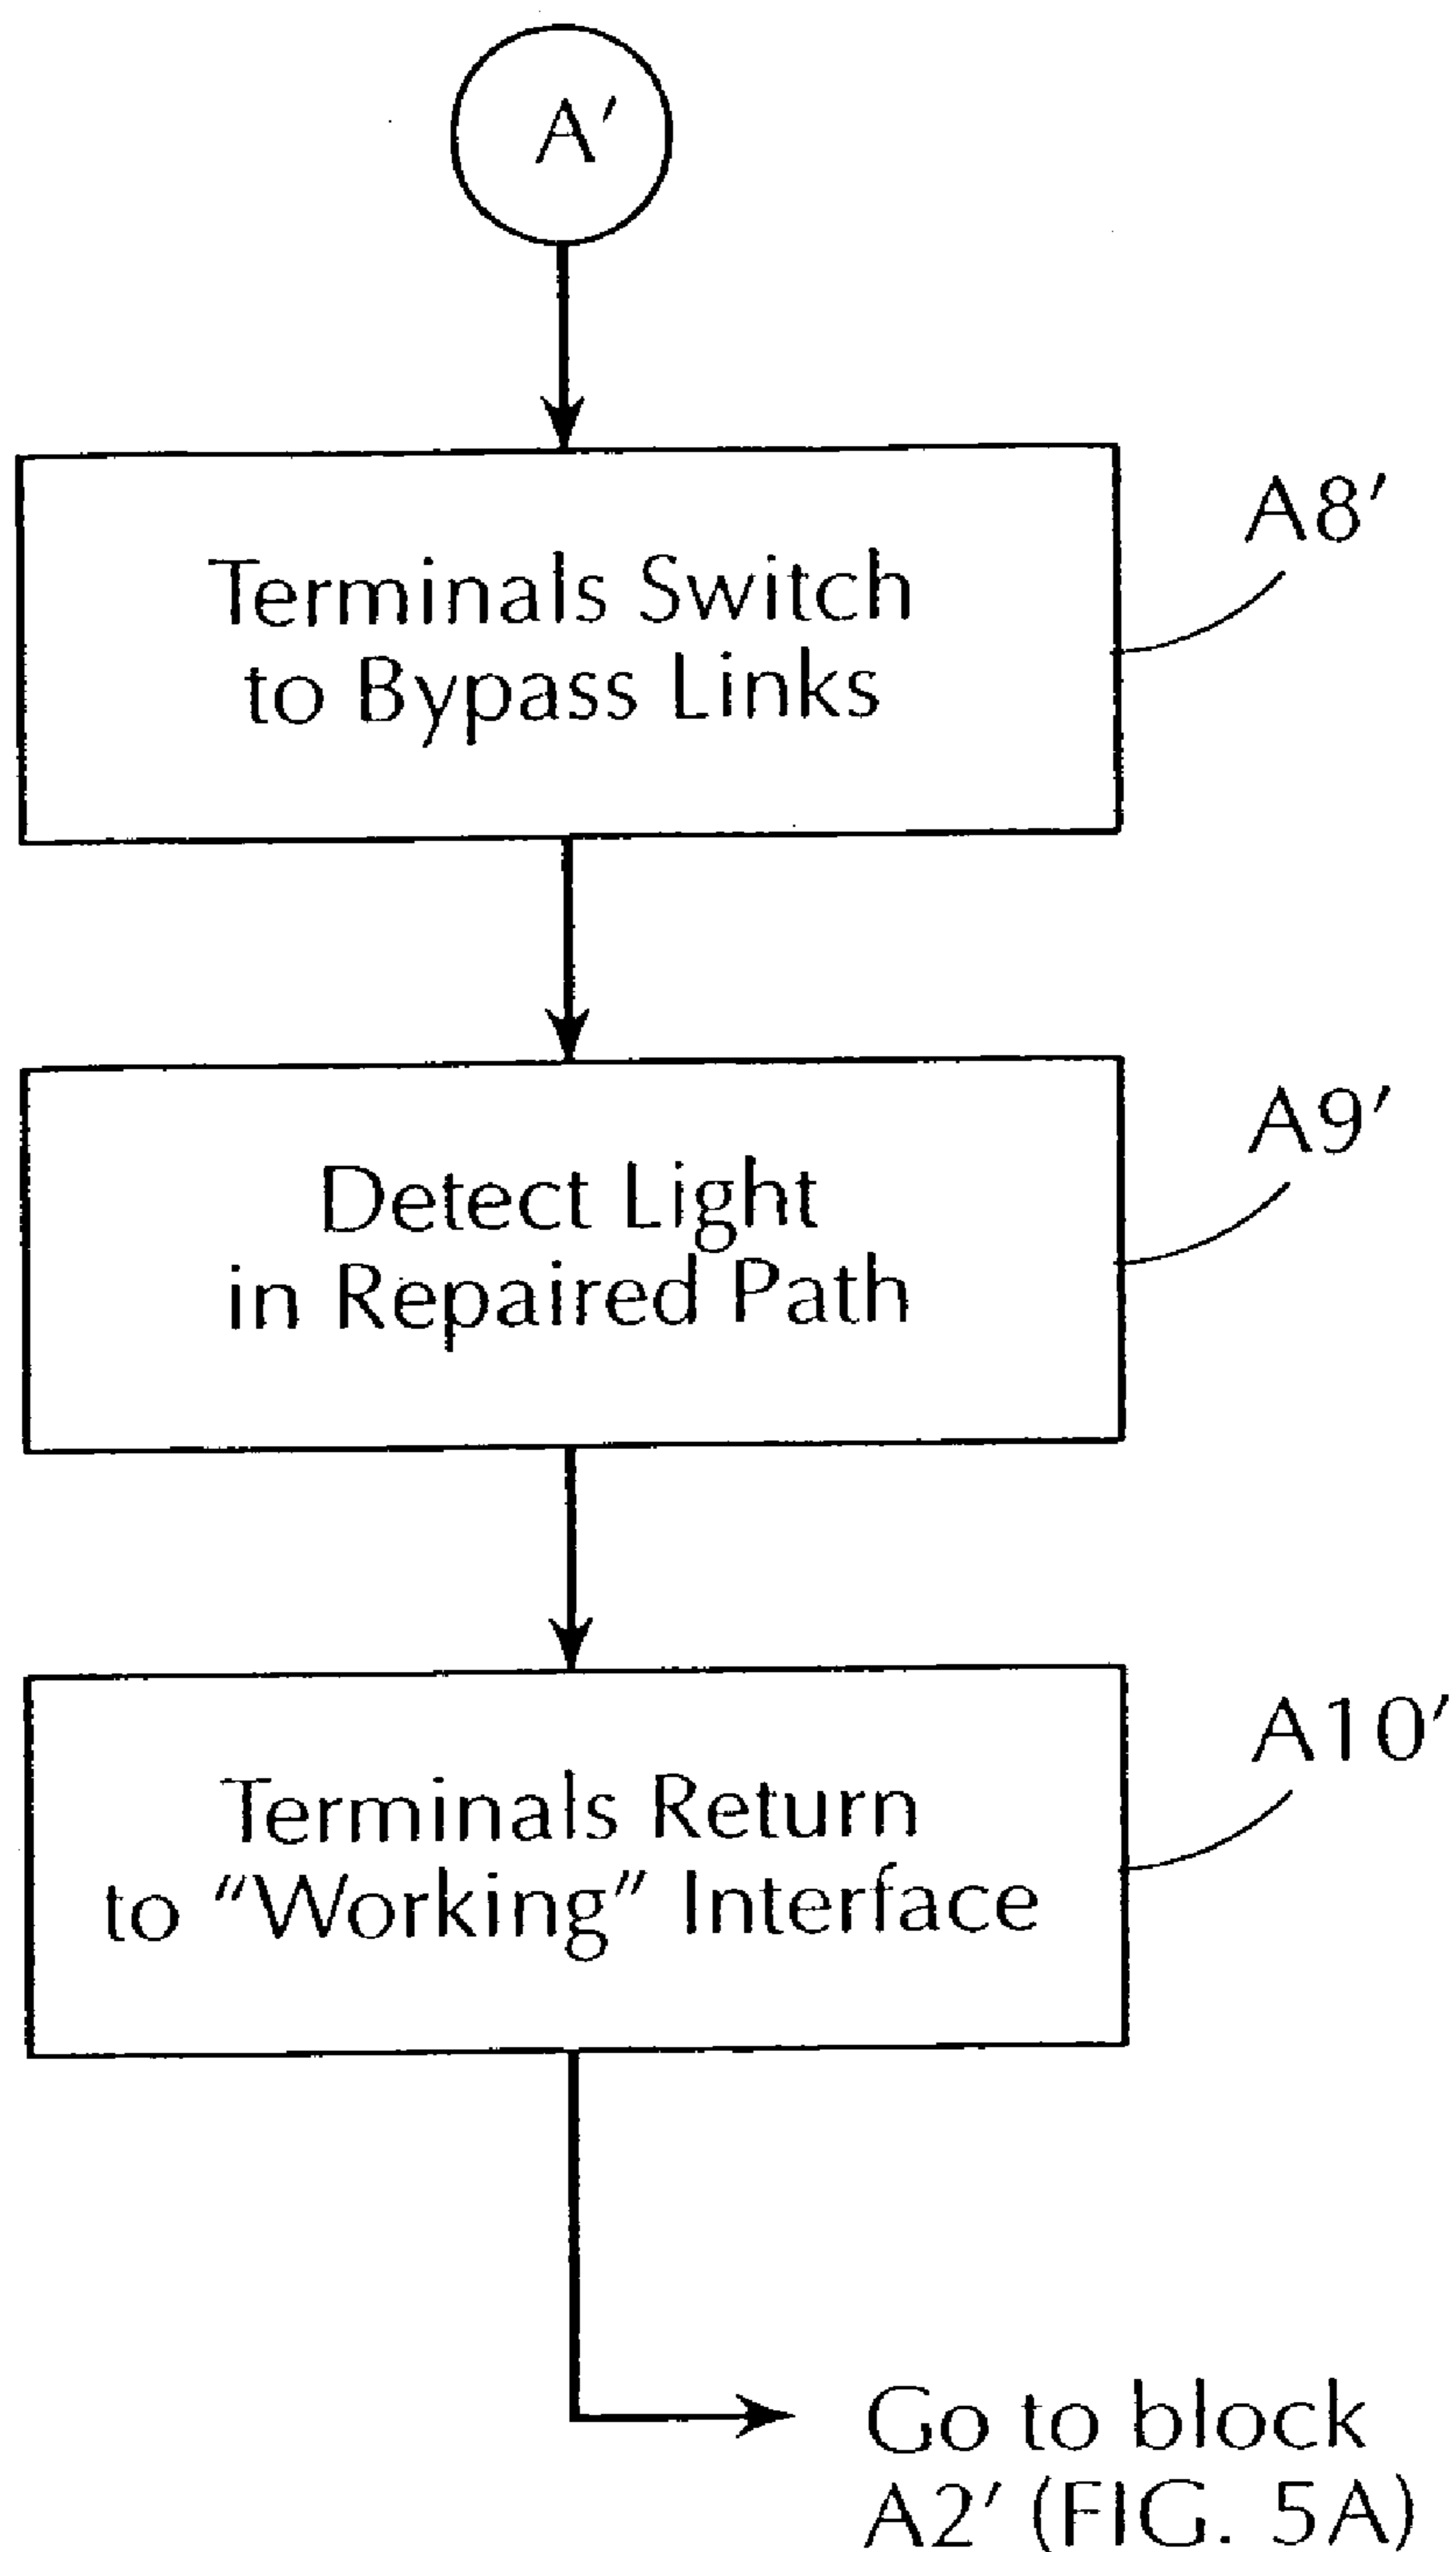 A'
Terminals Switch
to Bypass Links
A8'
Detect Light
in Repaired Path
A9'
Terminals Return
to "Working" Interface
A10'
Go to block
A2' (FIG. 5A)